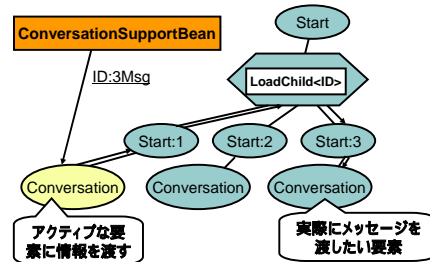 Start
ConversationSupportBean
LoadChild<ID>
ID:3Msg
Start:1
Start:2
Start:3
Conversation
Conversation
Conversation
アクティブな要
素に情報を渡す
実際にメッセージを
渡したい要素